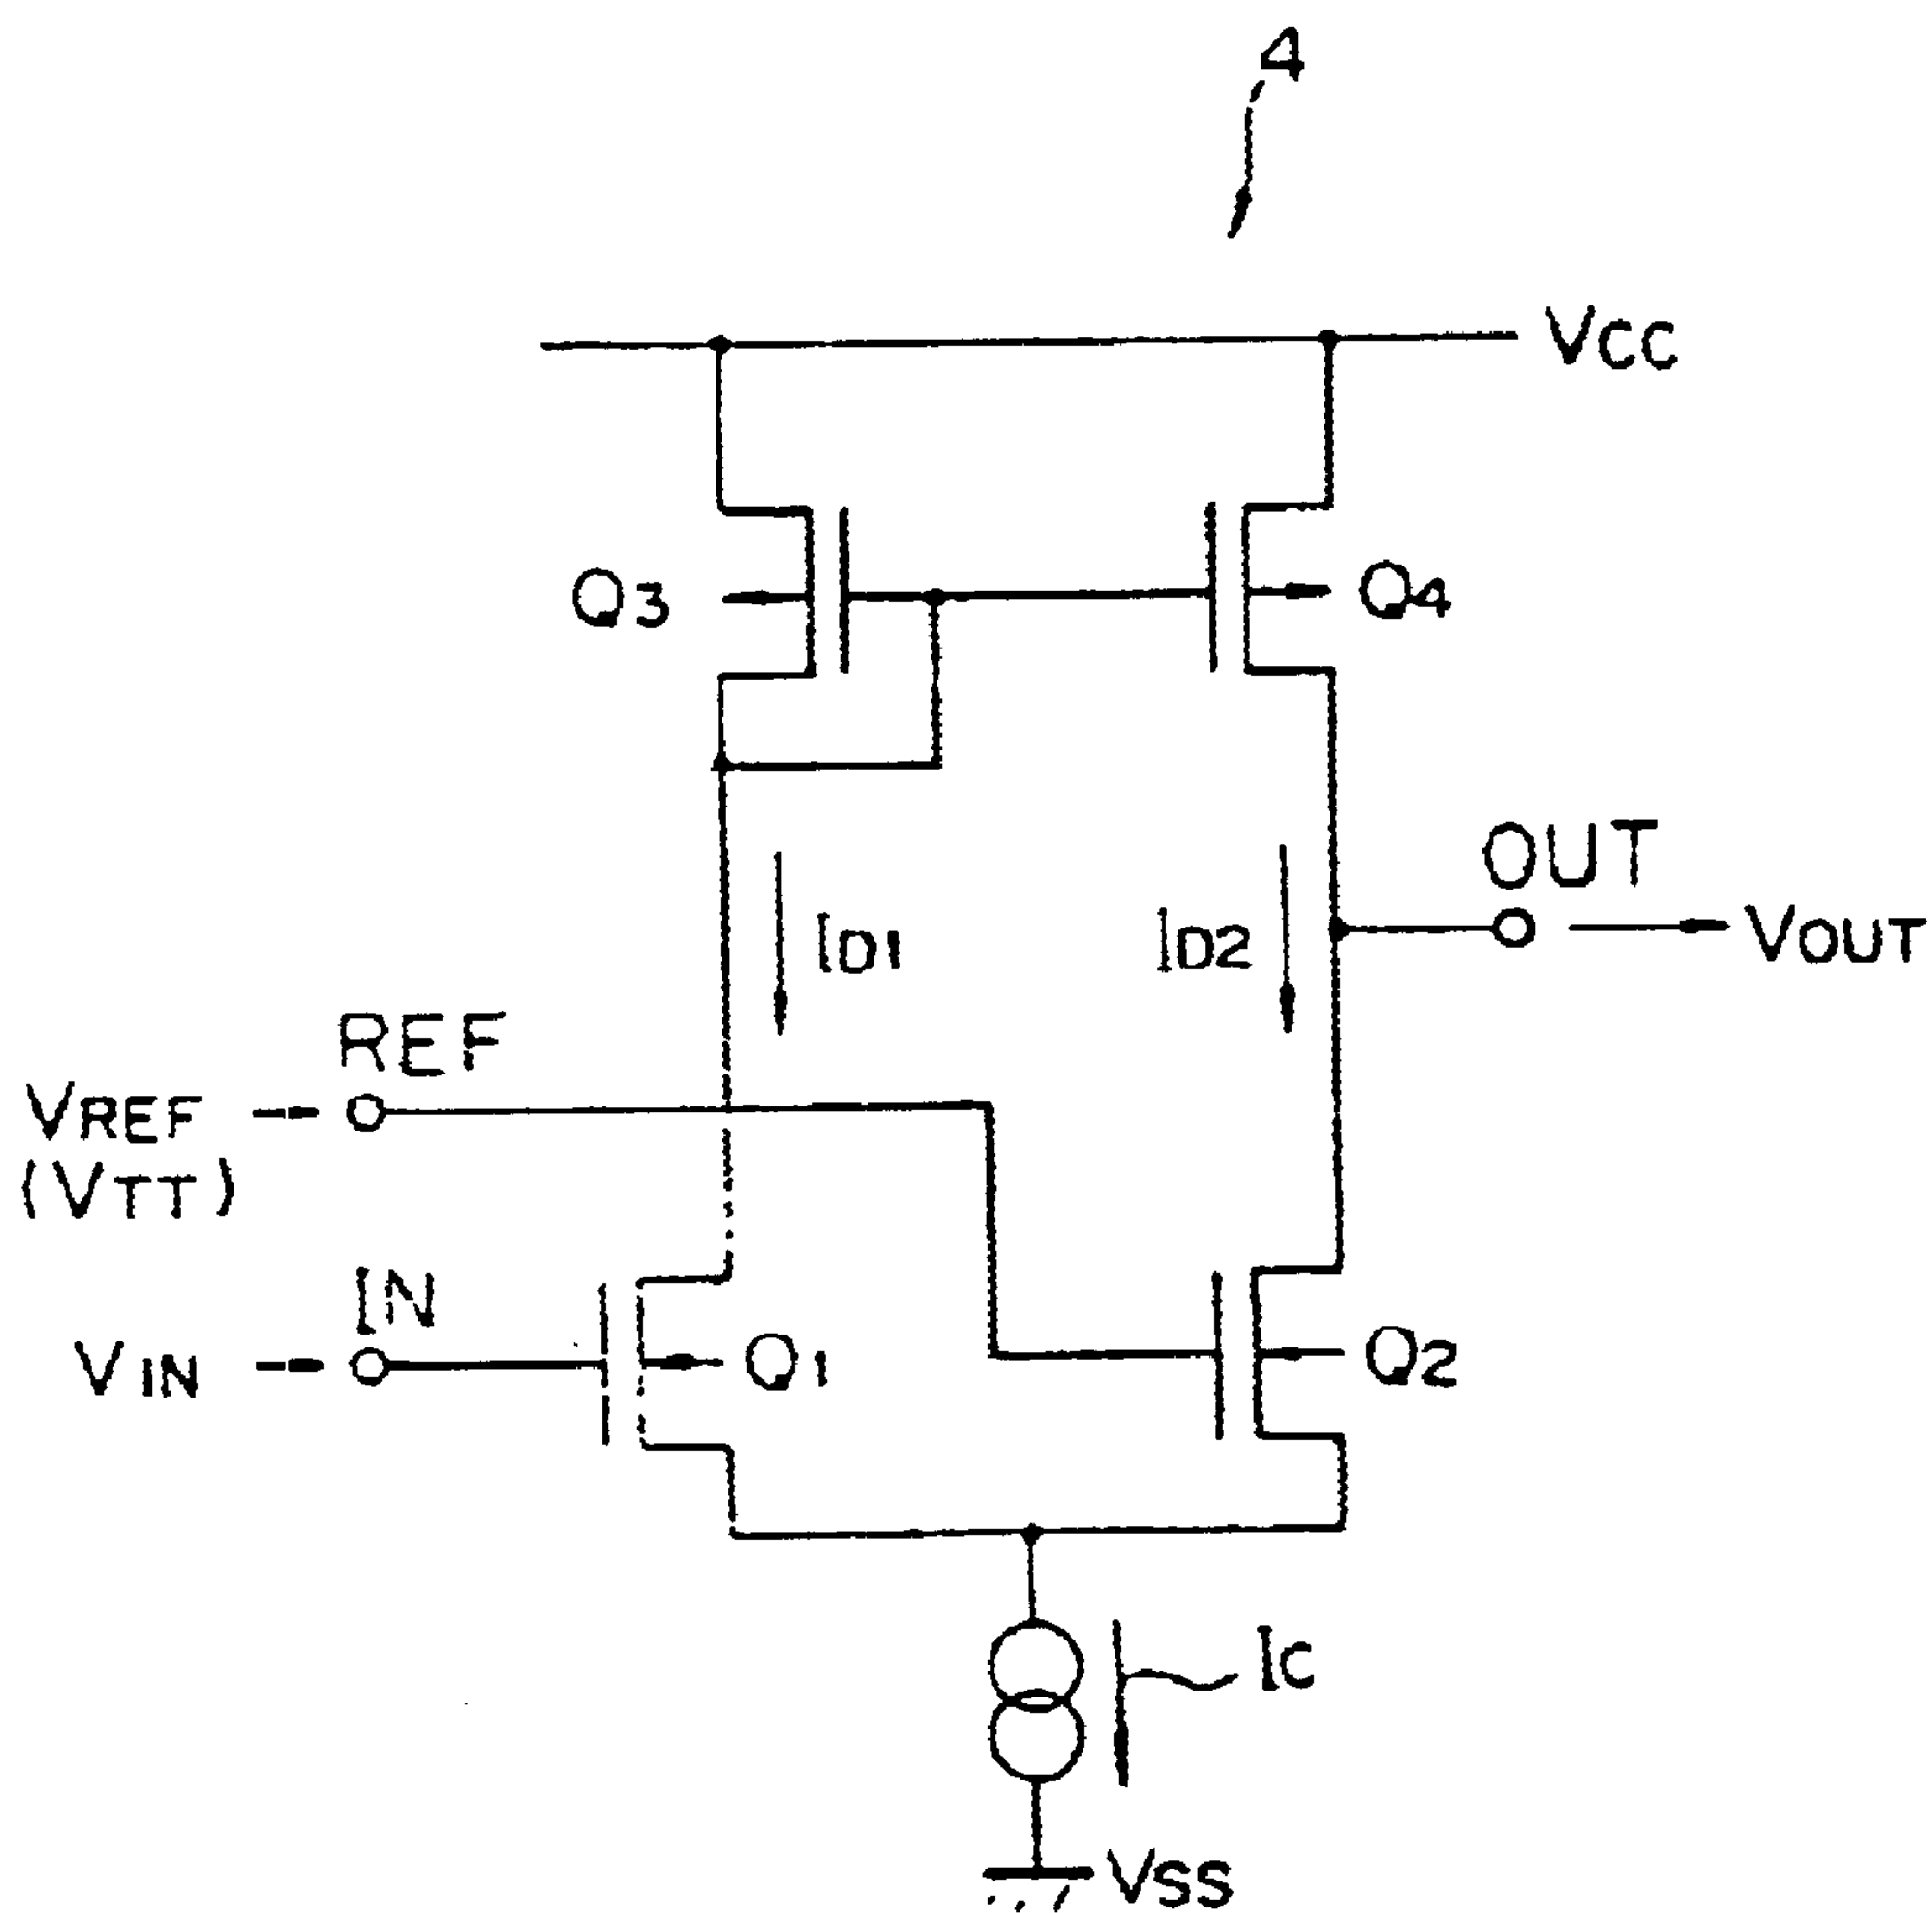 4
VCC
Q3
Q4
OUT
ID1
ID2
VOUT
REF
VREF
(VTT)
IN
VIN
Q1
Q2
IC
VSS